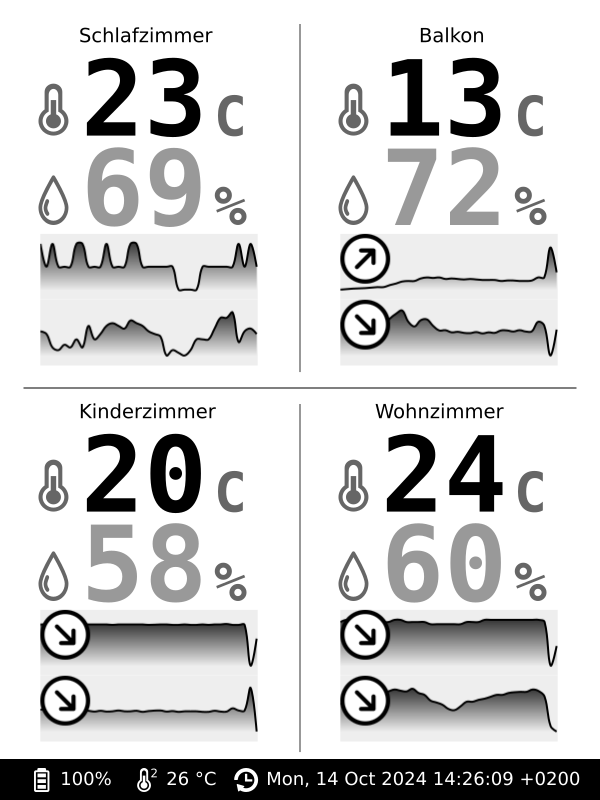 Schlafzimmer
23 C
69 %
Balkon
13 C
72 %
Kinderzimmer
20 C
58 %
Wohnzimmer
24 C
60 %
100% 2 26 °C Mon, 14 Oct 2024 14:26:09 +0200